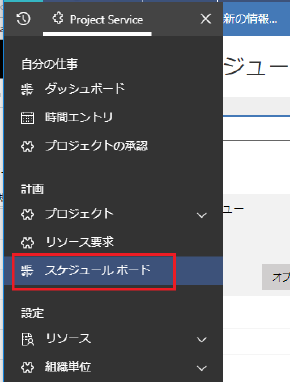 Project Service
新の情報...
自分の仕事
ジュー
ダッシュボード
時間エントリ
プロジェクトの承認
計画
プロジェクト
ュー
リソース要求
スケジュール ボード
オプ
設定
リソース
組織単位